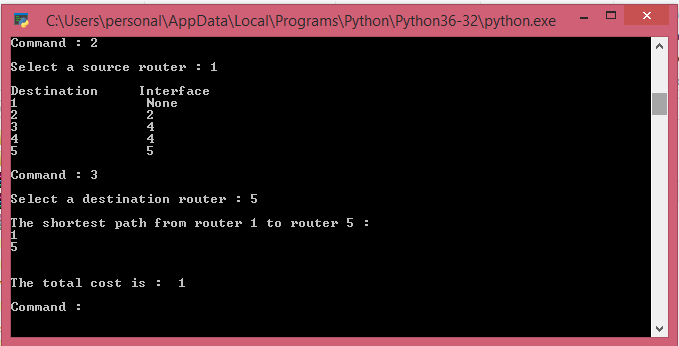 C:\Users\personal\AppData\Local\Programs\Python\Python36-32\python.exe
Command : 2
Select a source router : 1
Destination     Interface
1                None
2                2
3                4
4                4
5                5
Command : 3
Select a destination router : 5
The shortest path from router 1 to router 5 :
1
5
The total cost is :  1
Command :